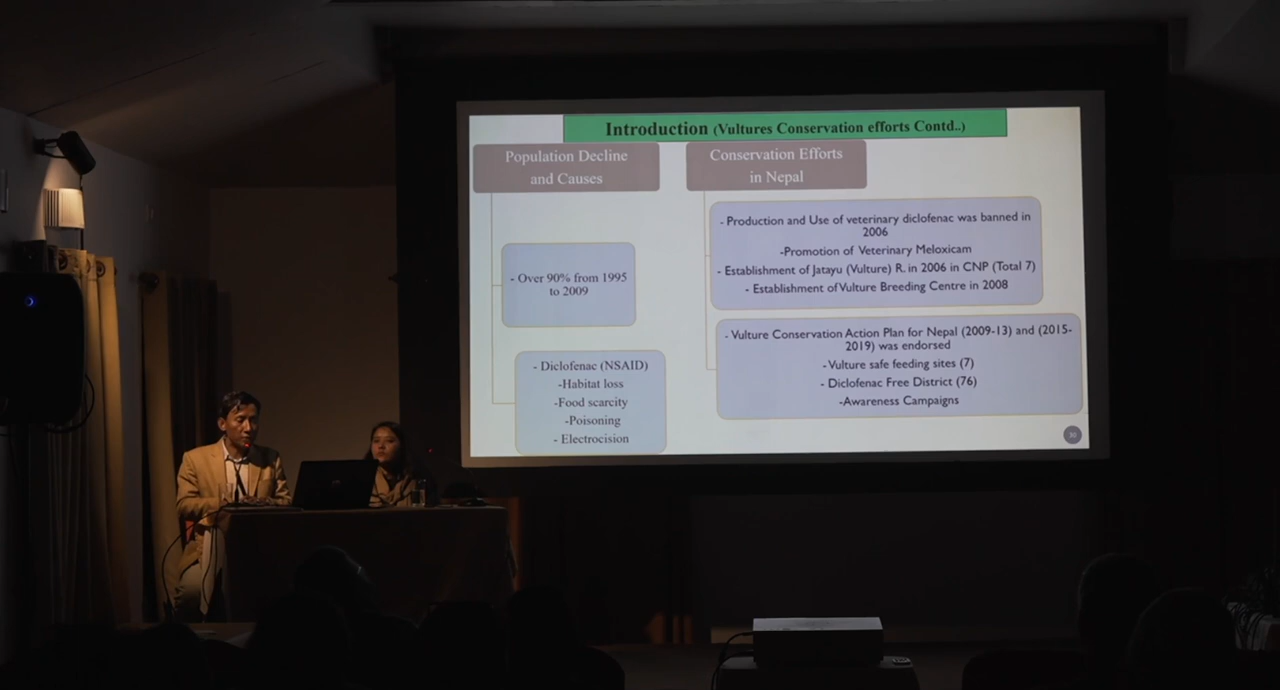 Introduction (Vultures Conservation efforts Contd..)
Population Decline
and Causes
- Over 90% from 1995
to 2009
- Diclofenac (NSAID)
-Habitat loss
-Food scarcity
-Poisoning
- Electrocision
Conservation Efforts
in Nepal
- Production and Use of veterinary diclofenac was banned in
2006
-Promotion of Veterinary Meloxicam
- Establishment of Jatayu (Vulture) R. in 2006 in CNP (Total 7)
- Establishment of Vulture Breeding Centre in 2008
- Vulture Conservation Action Plan for Nepal (2009-13) and (2015-
2019) was endorsed
- Vulture safe feeding sites (7)
- Diclofenac Free District (76)
-Awareness Campaigns